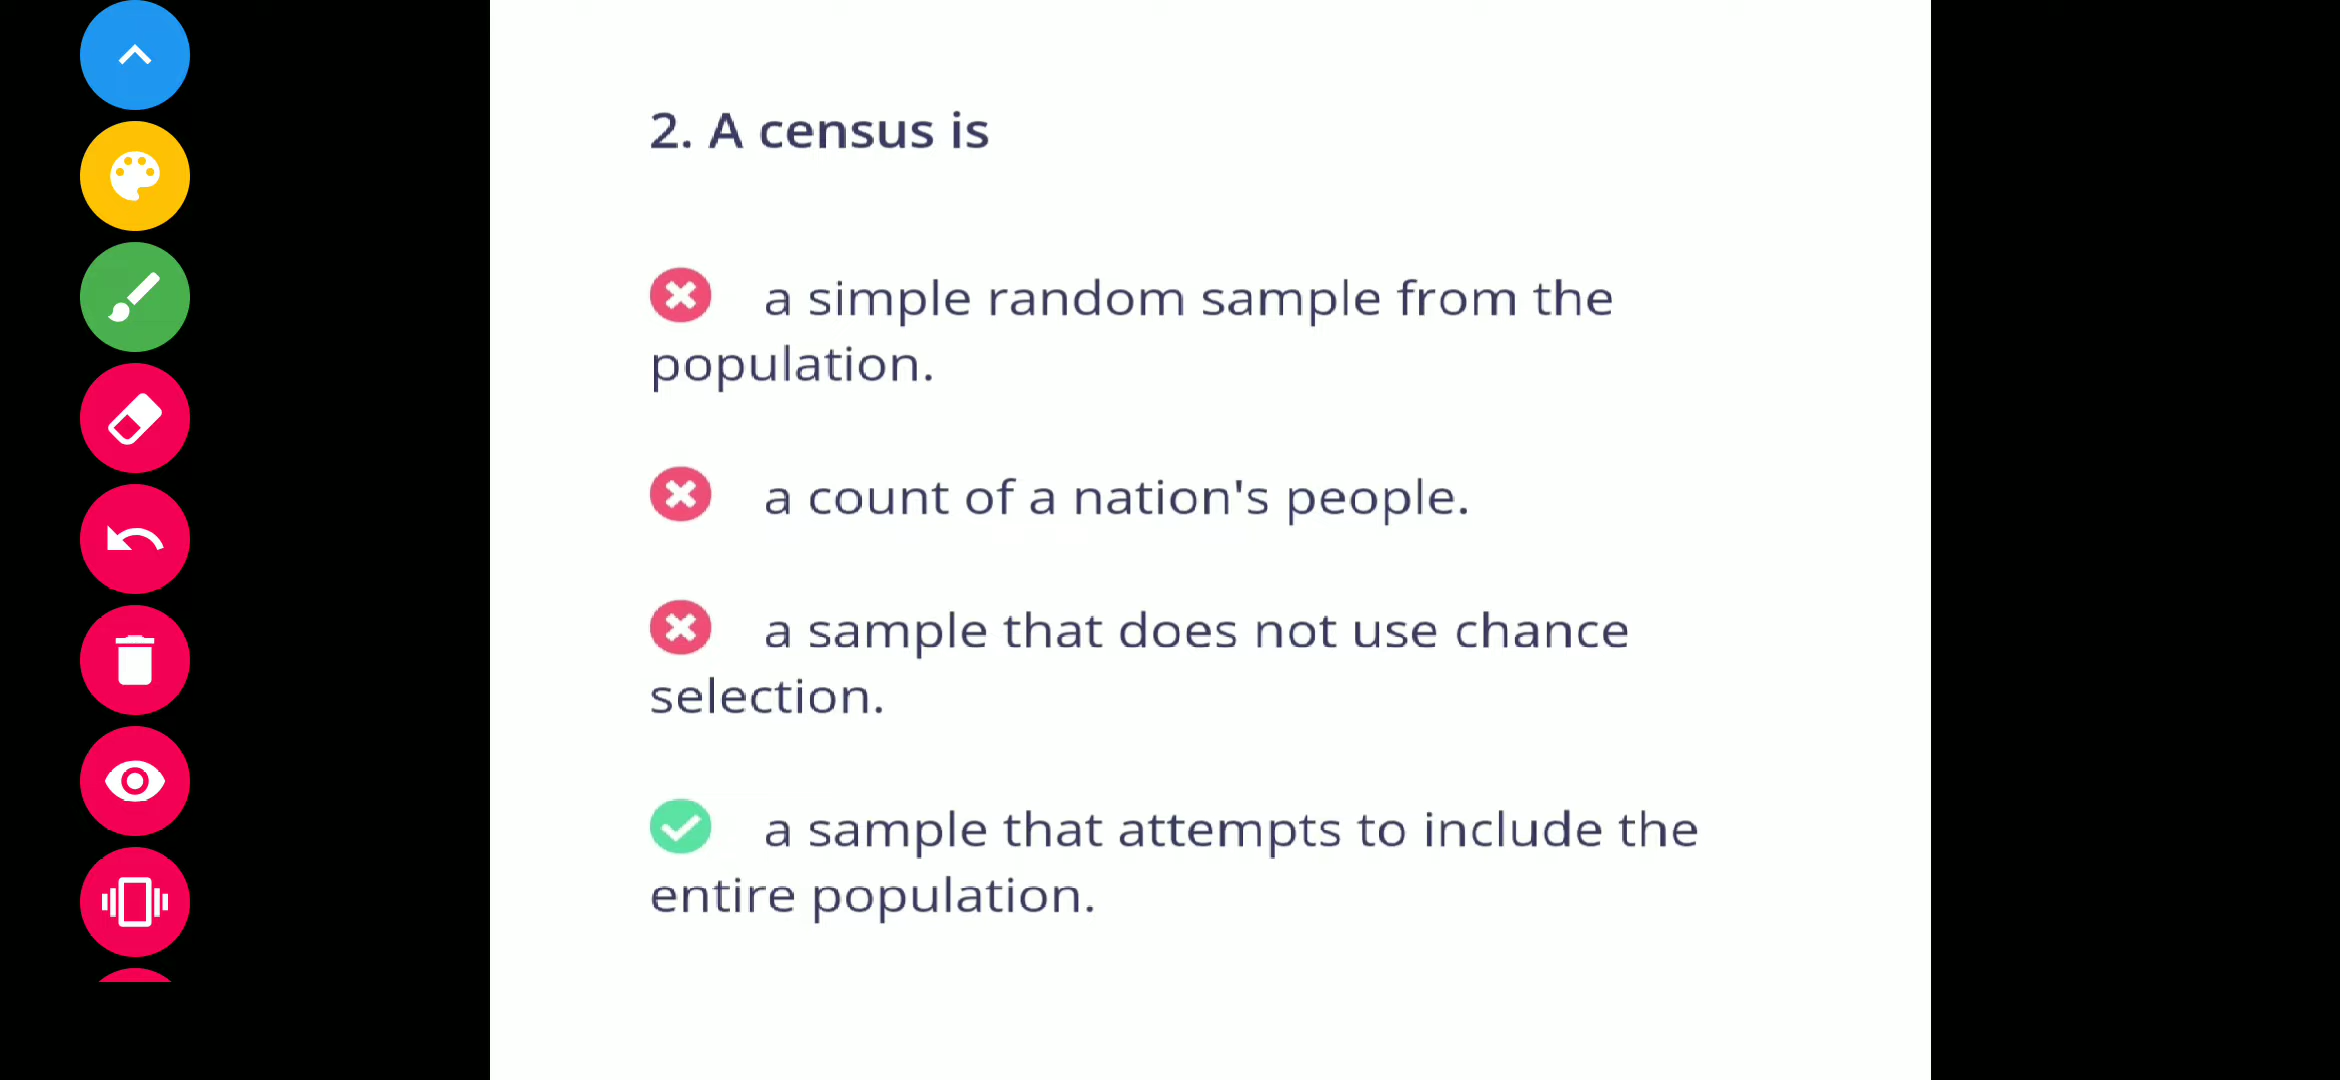 2. A census is
a simple random sample from the
population.
a count of a nation's people.
a sample that does not use chance
selection.
a sample that attempts to include the
entire population.